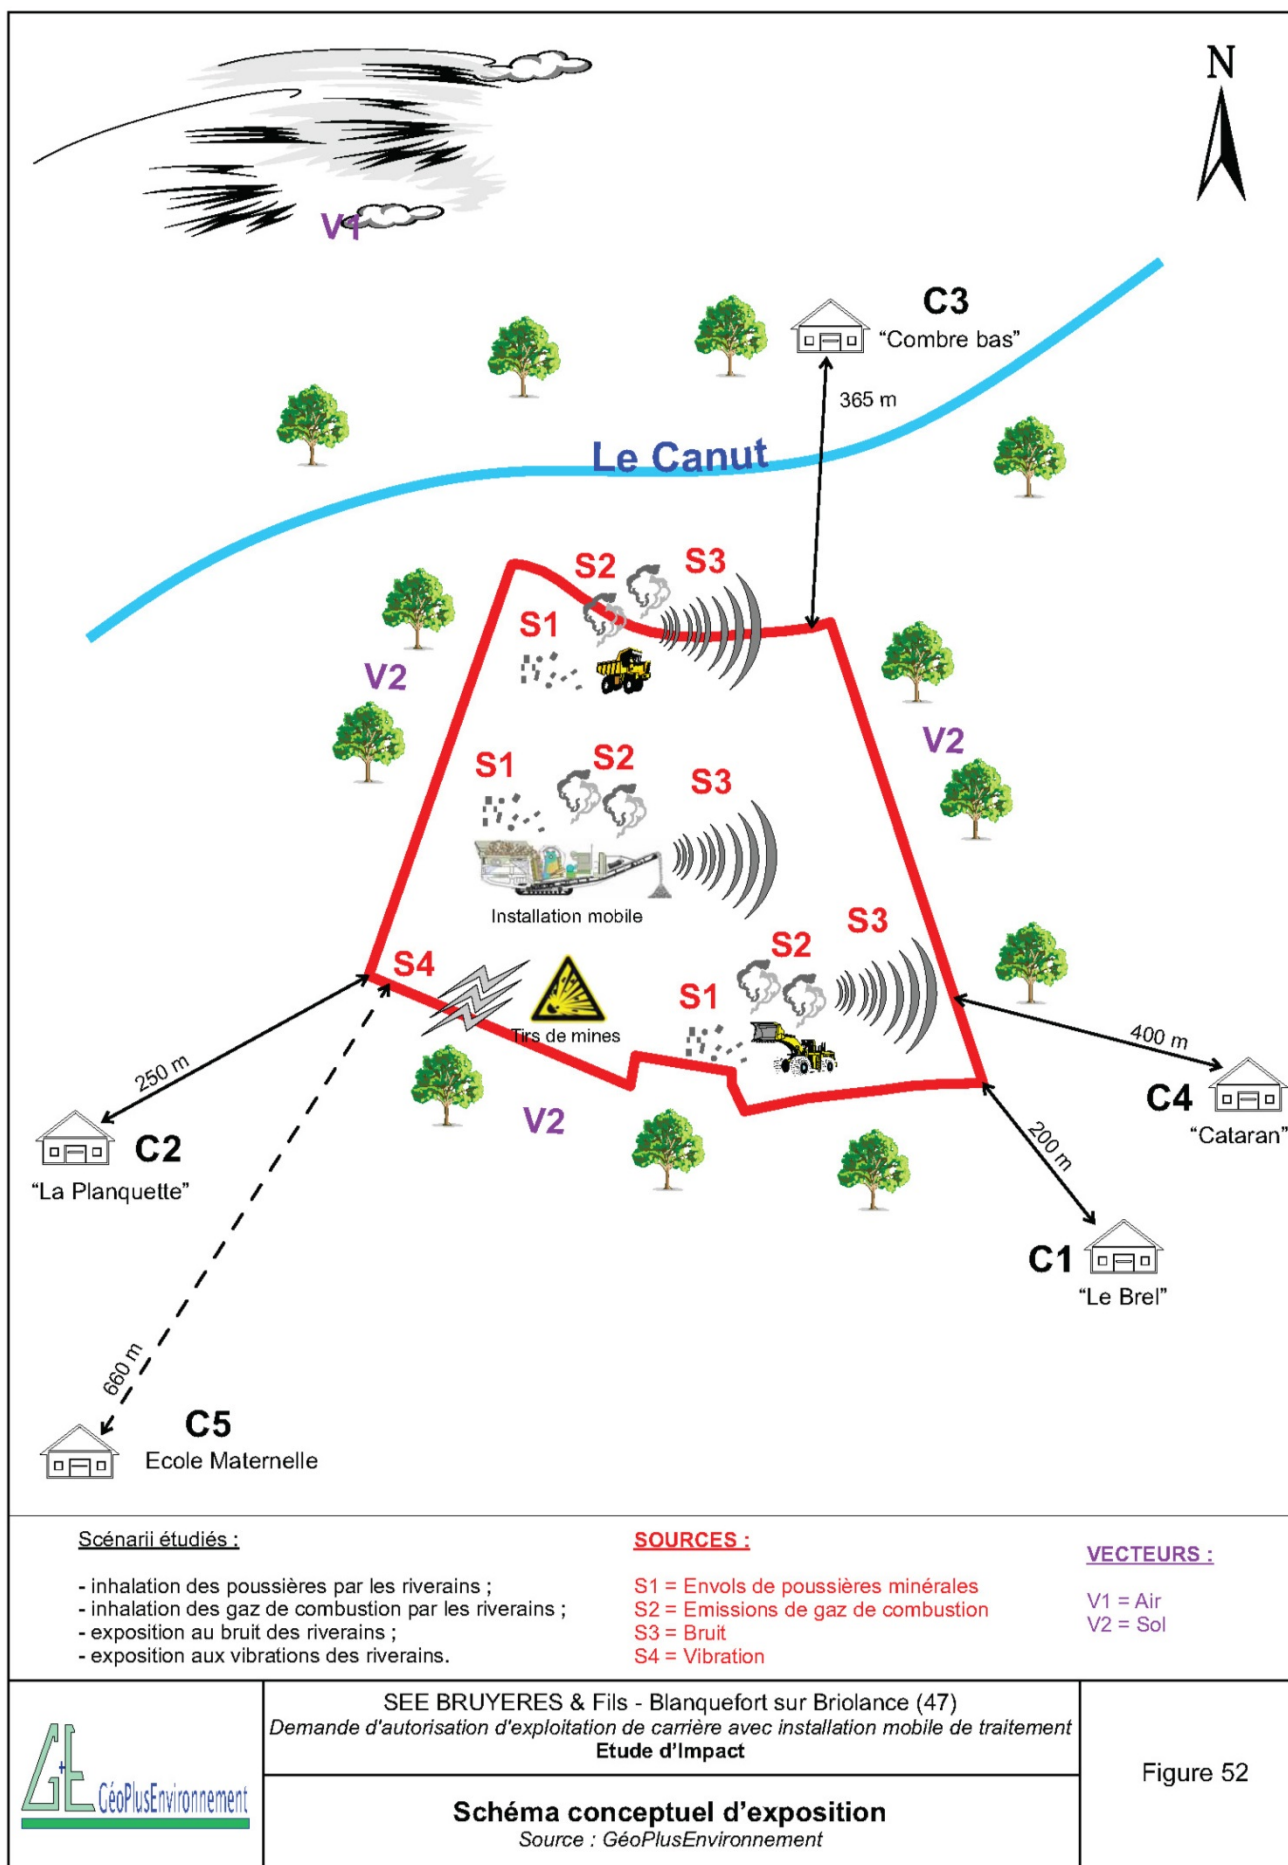 N
V1
C3
“Combre bas”
365 m
Le Canut
S2
S3
S1
V2
V2
S1
S2
S3
Installation mobile
S3
S2
S4
S1
Tirs de mines
400 m
250 m
C4
“Cataran”
V2
200 m
C2
“La Planquette”
C1
“Le Brel”
660 m
C5
Ecole Maternelle
Scénarii étudiés :
- inhalation des poussières par les riverains ;
- inhalation des gaz de combustion par les riverains ;
- exposition au bruit des riverains ;
- exposition aux vibrations des riverains.
SOURCES :
S1 = Envols de poussières minérales
S2 = Emissions de gaz de combustion
S3 = Bruit
S4 = Vibration
VECTEURS :
V1 = Air
V2 = Sol
G+E
GéoPlusEnvironnement
SEE BRUYERES & Fils - Blanquefort sur Briolance (47)
Demande d'autorisation d'exploitation de carrière avec installation mobile de traitement
Etude d'Impact
Schéma conceptuel d'exposition
Source : GéoPlusEnvironnement
Figure 52